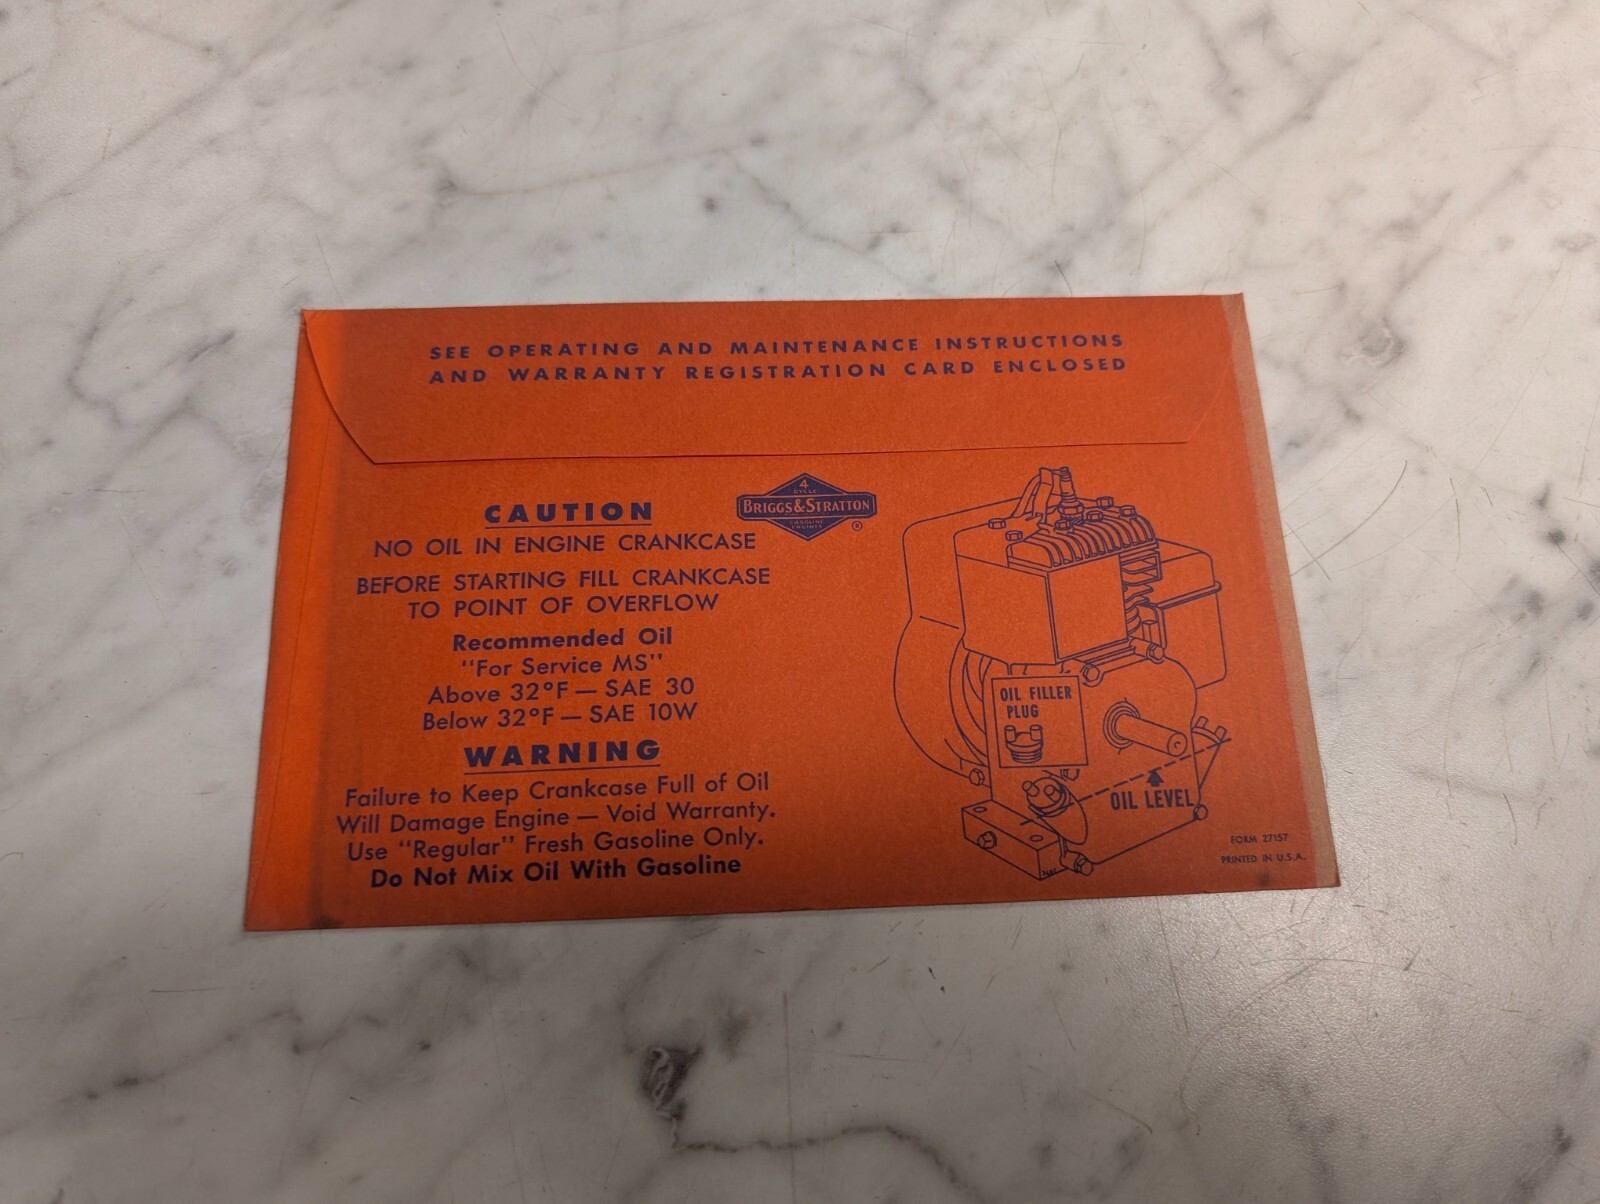 SEE OPERATING AND MAINTENANCE INSTRUCTIONS
AND WARRANTY REGISTRATION CARD ENCLOSED
CAUTION
NO OIL IN ENGINE CRANKCASE
BEFORE STARTING FILL CRANKCASE
TO POINT OF OVERFLOW
Recommended Oil
"For Service MS"
Above 32°F — SAE 30
Below 32°F — SAE 10W
WARNING
Failure to Keep Crankcase Full of Oil
Will Damage Engine — Void Warranty.
Use "Regular" Fresh Gasoline Only.
Do Not Mix Oil With Gasoline
4
CYCLE
BRIGGS & STRATTON
GASOLINE
ENGINES
®
OIL FILLER
PLUG
OIL LEVEL
FORM 27157
PRINTED IN U.S.A.